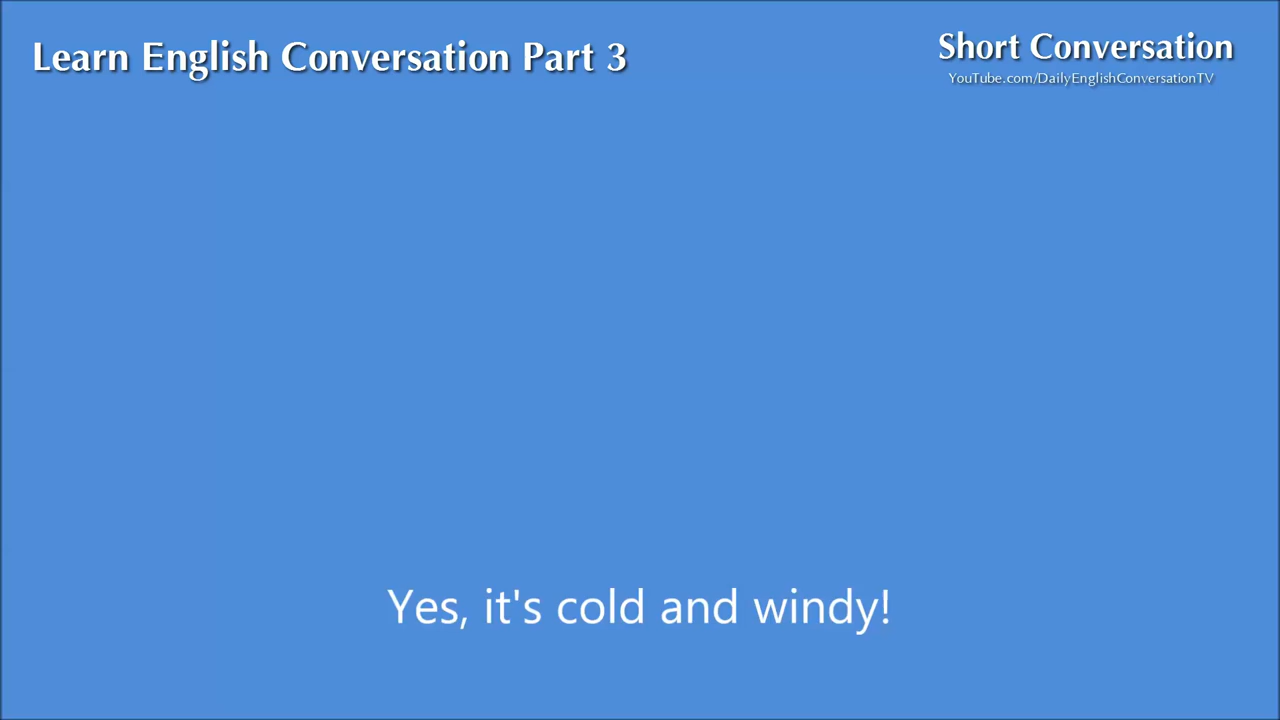 Learn English Conversation Part 3
Short Conversation
YouTube.com/DailyEnglishConversationTV
Yes, it's cold and windy!